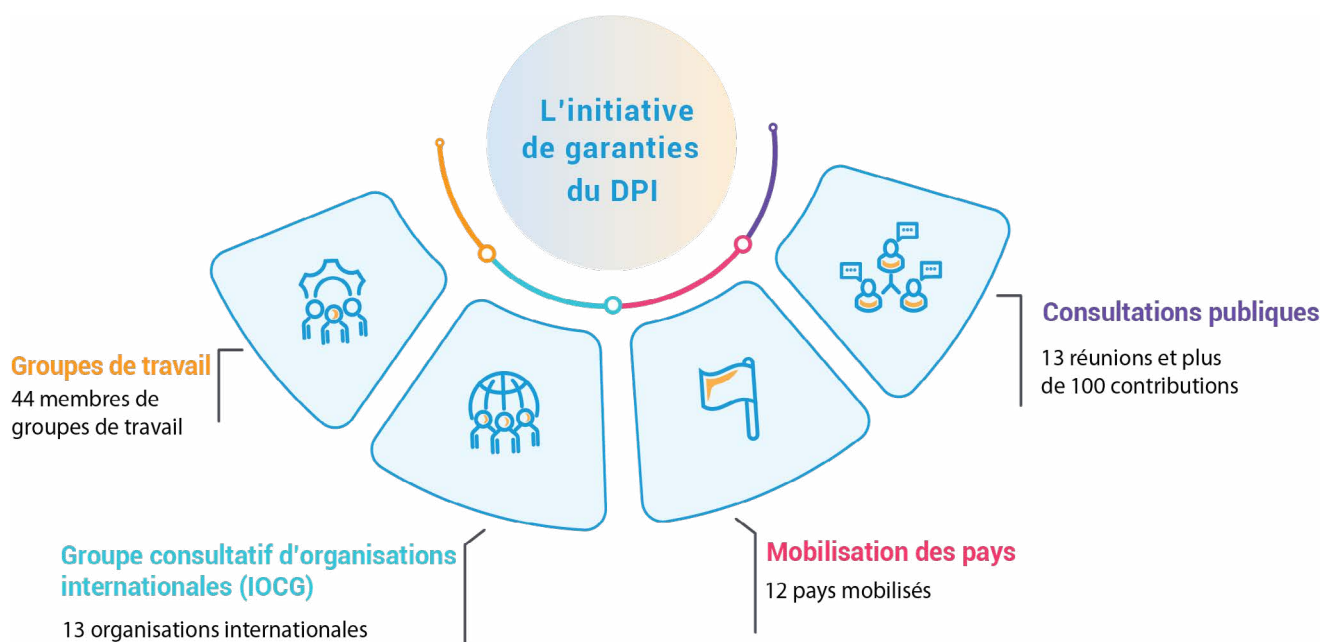 L'initiative
de garanties
du DPI
Groupes de travail
44 membres de
groupes de travail
Groupe consultatif d'organisations
internationales (IOCG)
13 organisations internationales
Mobilisation des pays
12 pays mobilisés
Consultations publiques
13 réunions et plus
de 100 contributions